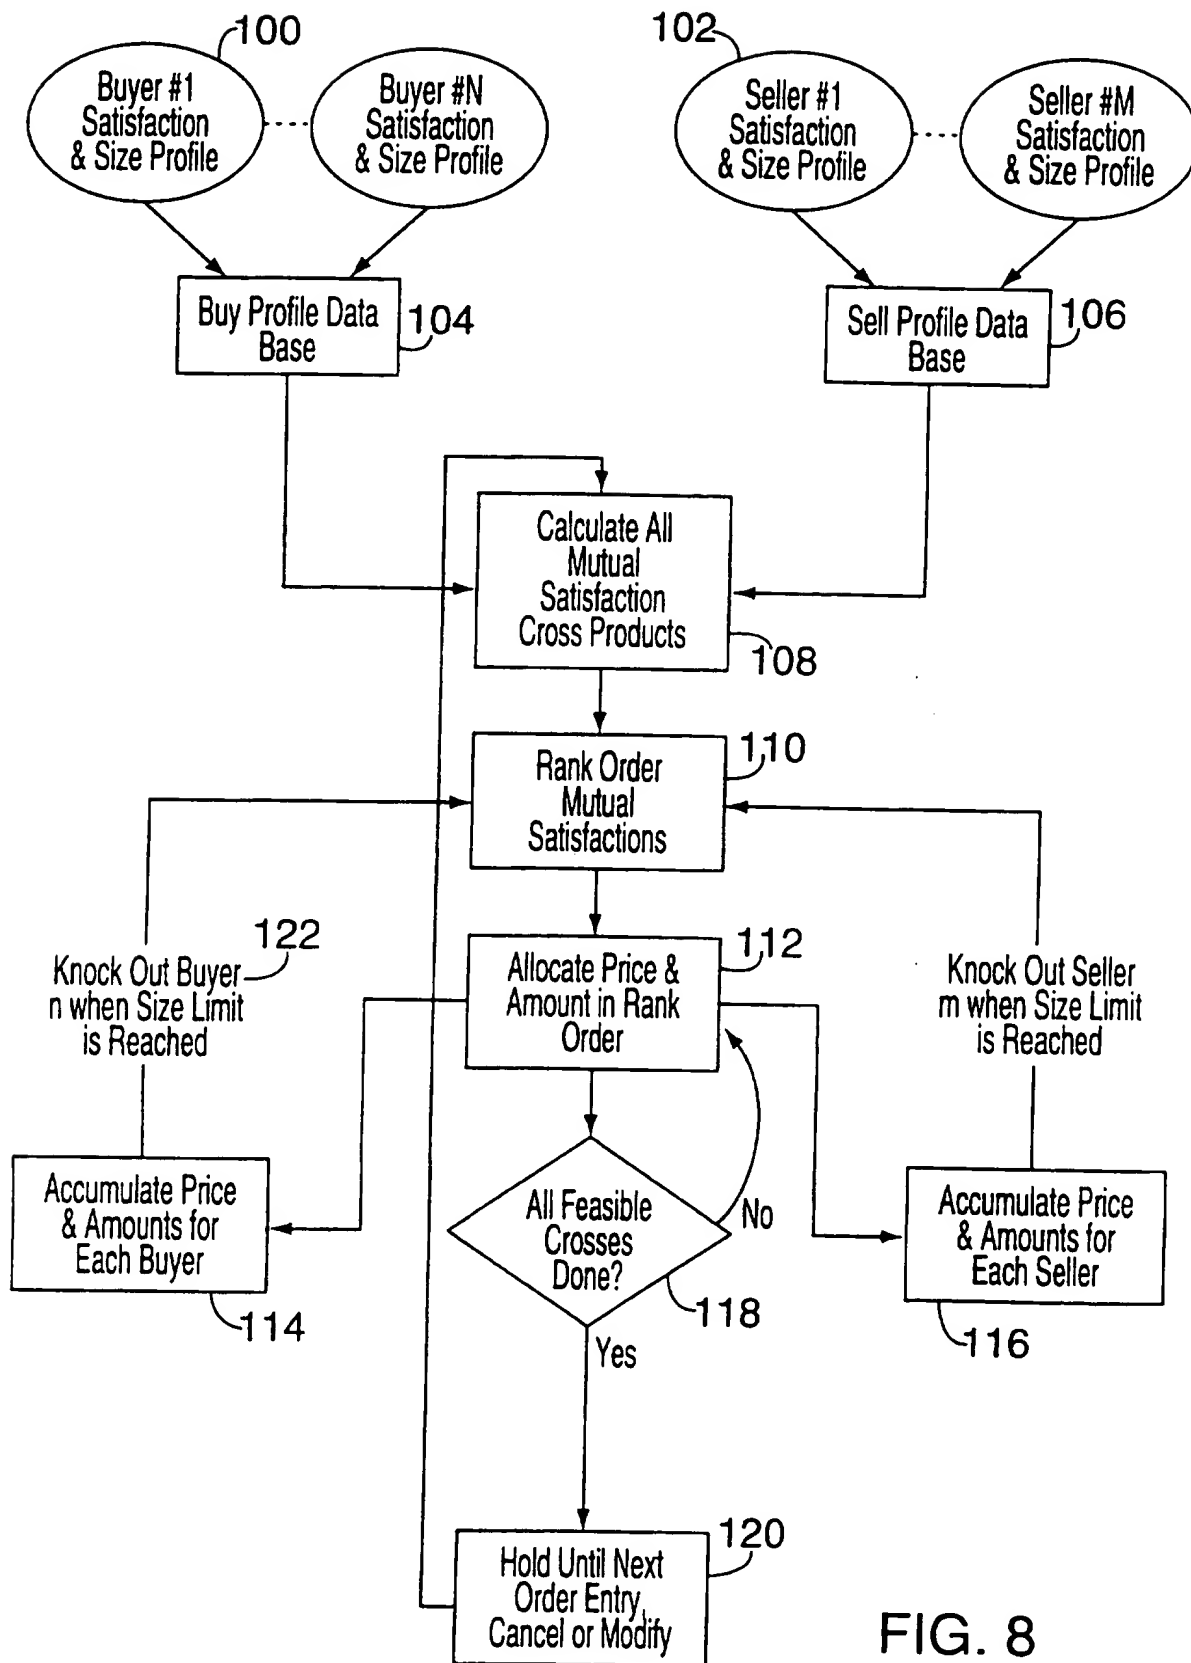 100
Buyer #1
Satisfaction
& Size Profile
Buyer #N
Satisfaction
& Size Profile
102
Seller #1
Satisfaction
& Size Profile
Seller #M
Satisfaction
& Size Profile
Buy Profile Data
Base
104
Sell Profile Data
Base
106
Calculate All
Mutual
Satisfaction
Cross Products
108
Rank Order
Mutual
Satisfactions
110
Knock Out Buyer
n when Size Limit
is Reached
122
Allocate Price &
Amount in Rank
Order
112
Knock Out Seller
m when Size Limit
is Reached
Accumulate Price
& Amounts for
Each Buyer
114
All Feasible
Crosses
Done?
No
118
Yes
Accumulate Price
& Amounts for
Each Seller
116
Hold Until Next
Order Entry,
Cancel or Modify
120
FIG. 8